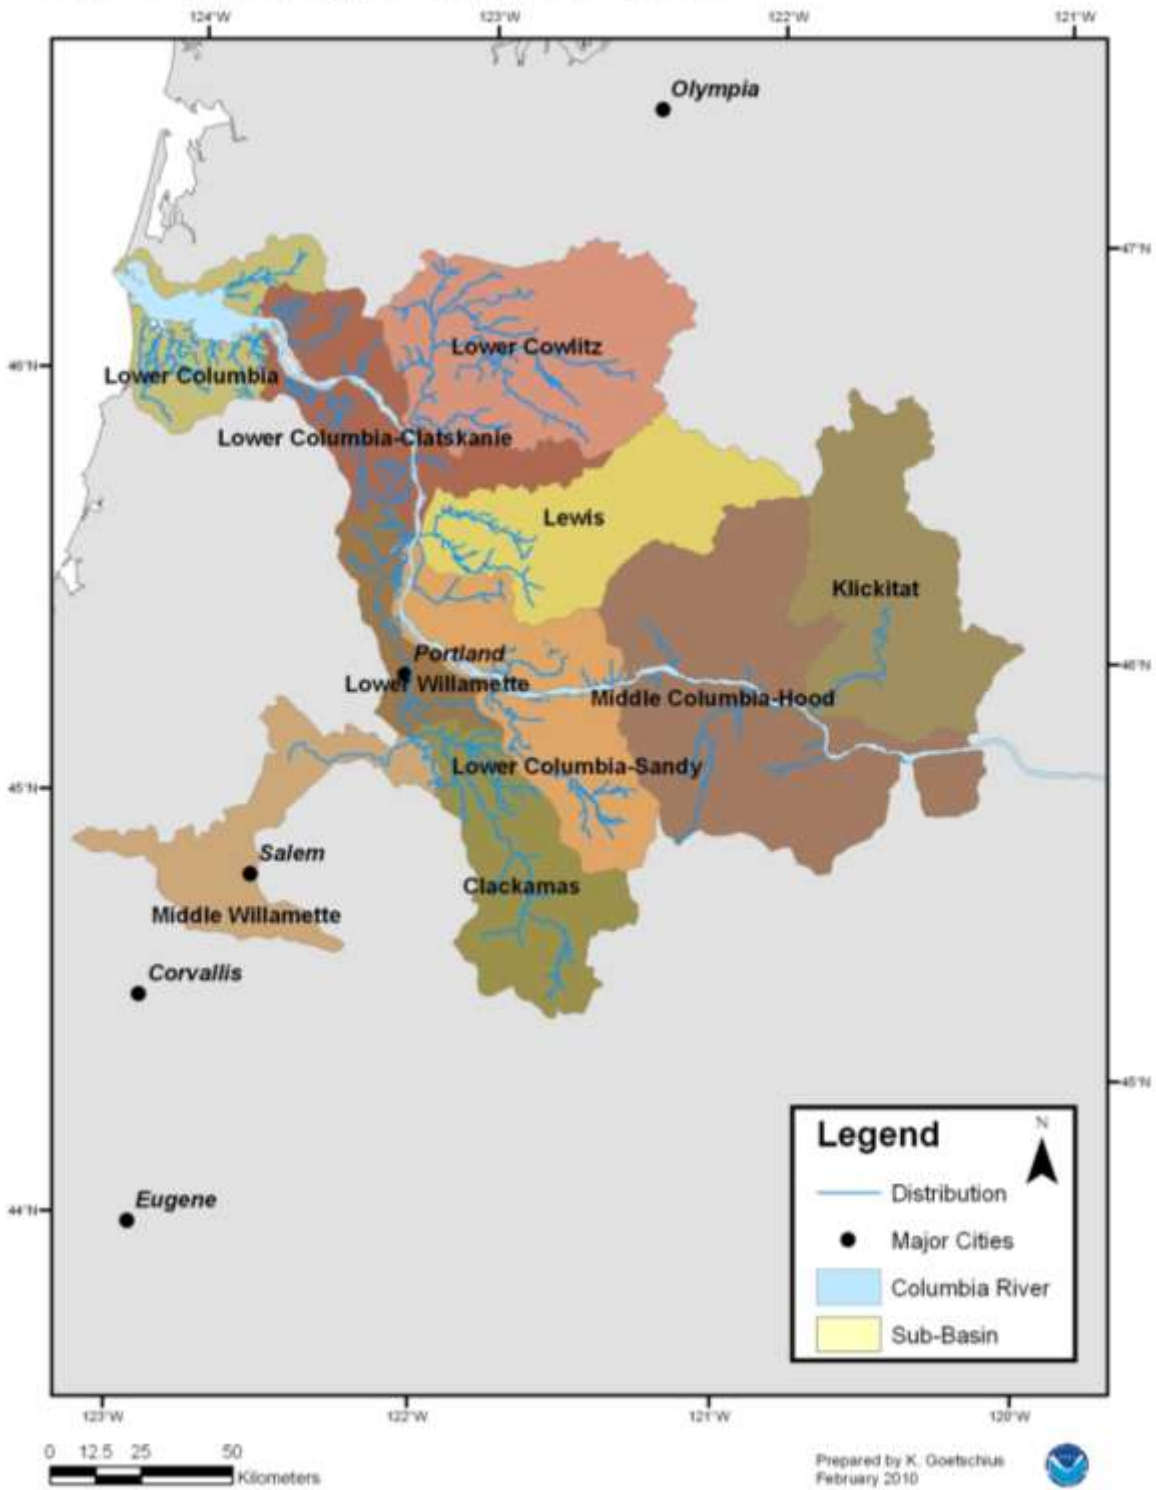 124°W 123°W 122°W 121°W
Olympia
47°N
Lower Cowlitz
46°N
Lower Columbia
Lower Columbia-Clatskanie
Lewis
Klickitat
Portland
46°N
Lower Willamette
Middle Columbia-Hood
Lower Columbia-Sandy
45°N
Salem
Clackamas
Middle Willamette
Corvallis
45°N
Legend
N
Distribution
Eugene
44°N
Major Cities
Columbia River
Sub-Basin
123°W 122°W 121°W 120°W
0 12.5 25 50
Kilometers
Prepared by K. Goetschius
February 2010